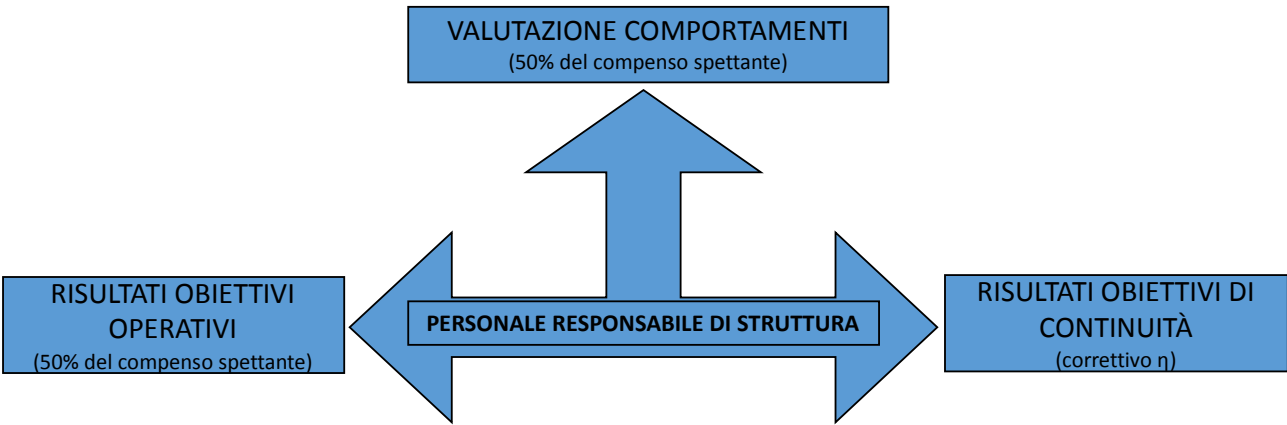 VALUTAZIONE COMPORTAMENTI
(50% del compenso spettante)
RISULTATI OBIETTIVI
OPERATIVI
(50% del compenso spettante)
PERSONALE RESPONSABILE DI STRUTTURA
RISULTATI OBIETTIVI DI
CONTINUITÀ
(correttivo η)